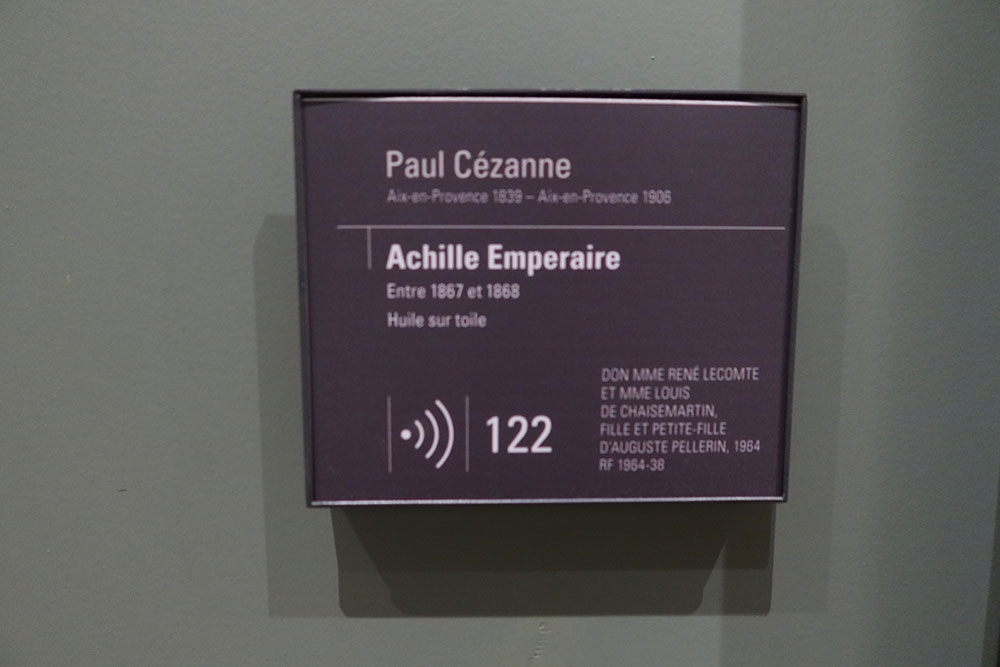 Paul Cézanne
Aix-en-Provence 1839 – Aix-en-Provence 1906
Achille Emperaire
Entre 1867 et 1868
Huile sur toile
122
DON MME RENÉ LECOMTE
ET MME LOUIS
DE CHAISEMARTIN,
FILLE ET PETITE-FILLE
D'AUGUSTE PELLERIN, 1964
RF 1964-38